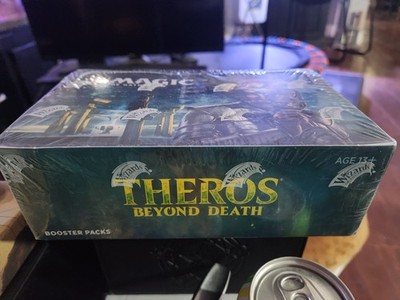 MAGIC
AGE 13+
THEROS
BEYOND DEATH
BOOSTER PACKS